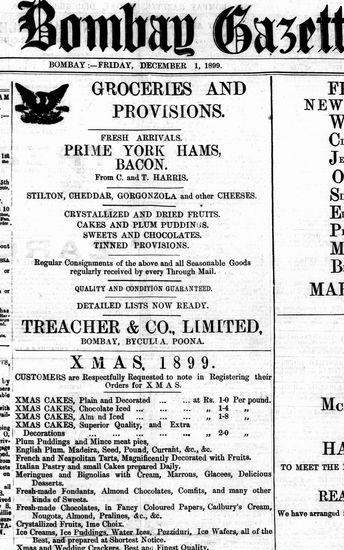 Bombay Gazett
BOMBAY :—FRIDAY, DECEMBER 1, 1899.
GROCERIES AND
PROVISIONS.
FRESH ARRIVALS.
PRIME YORK HAMS,
BACON.
From C. and T. HARRIS.
STILTON, CHEDDAR, GORGONZOLA and other CHEESES.
CRYSTALLIZED AND DRIED FRUITS.
CAKES AND PLUM PUDDINGS.
SWEETS AND CHOCOLATES.
TINNED PROVISIONS.
Regular Consignments of the above and all Seasonable Goods
regularly received by every Through Mail.
QUALITY AND CONDITION GUARANTEED.
DETAILED LISTS NOW READY.
TREACHER & CO., LIMITED,
BOMBAY, BYCULLA, POONA.
XMAS, 1899.
CUSTOMERS are Respectfully Requested to note in Registering their
Orders for X M A S.
XMAS CAKES, Plain and Decorated ... ... at Rs. 1-0 Per pound.
XMAS CAKES, Chocolate Iced ... ... ... „ 1-4 „
XMAS CAKES, Almond Iced ... ... ... „ 1-8 „
XMAS CAKES, Superior Quality, and Extra
Decorations ... ... ... ... „ 2-0 „
Plum Puddings and Mince meat pies,
English Plum, Madeira, Seed, Pound, Currant, &c., &c.
French and Neapolitan Tarts, Magnificently Decorated with Fruits.
Italian Pastry and Small cakes prepared Daily.
Meringues and Bignolias with Cream, Marrons, Glacees, Delicious
Desserts.
Fresh-made Fondants, Almond Chocolates, Comfits, and many other
kinds of Sweets.
Fresh-made Chocolates, in Fancy Coloured Papers, Cadbury's Cream,
Nougots, Almond, Pralines, &c., &c.
Crystallized Fruits, 1me Choix.
Ice Creams, Ice Puddings, Water Ices, Pezziduri, Ice Wafers, all of the
Best, and prepared at Shortest Notice.
Xmas and Wedding Crackers, Best and Finest Quality.
NEW
MAR
Mc
HA
TO MEET THE
REA
We have arranged